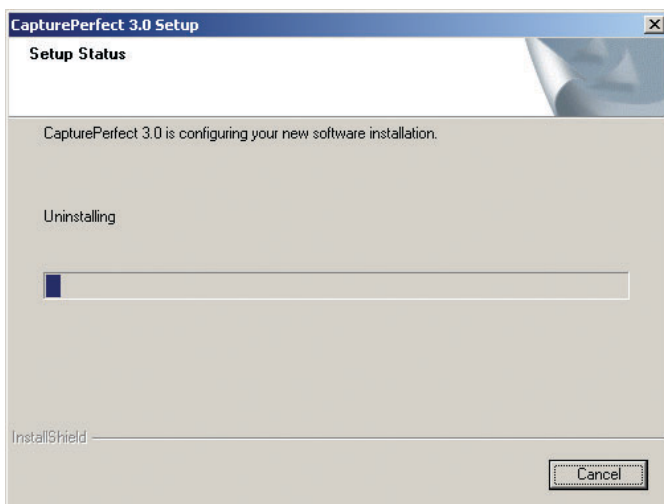 CapturePerfect 3.0 Setup
Setup Status
CapturePerfect 3.0 is configuring your new software installation.
Uninstalling
InstallShield
Cancel